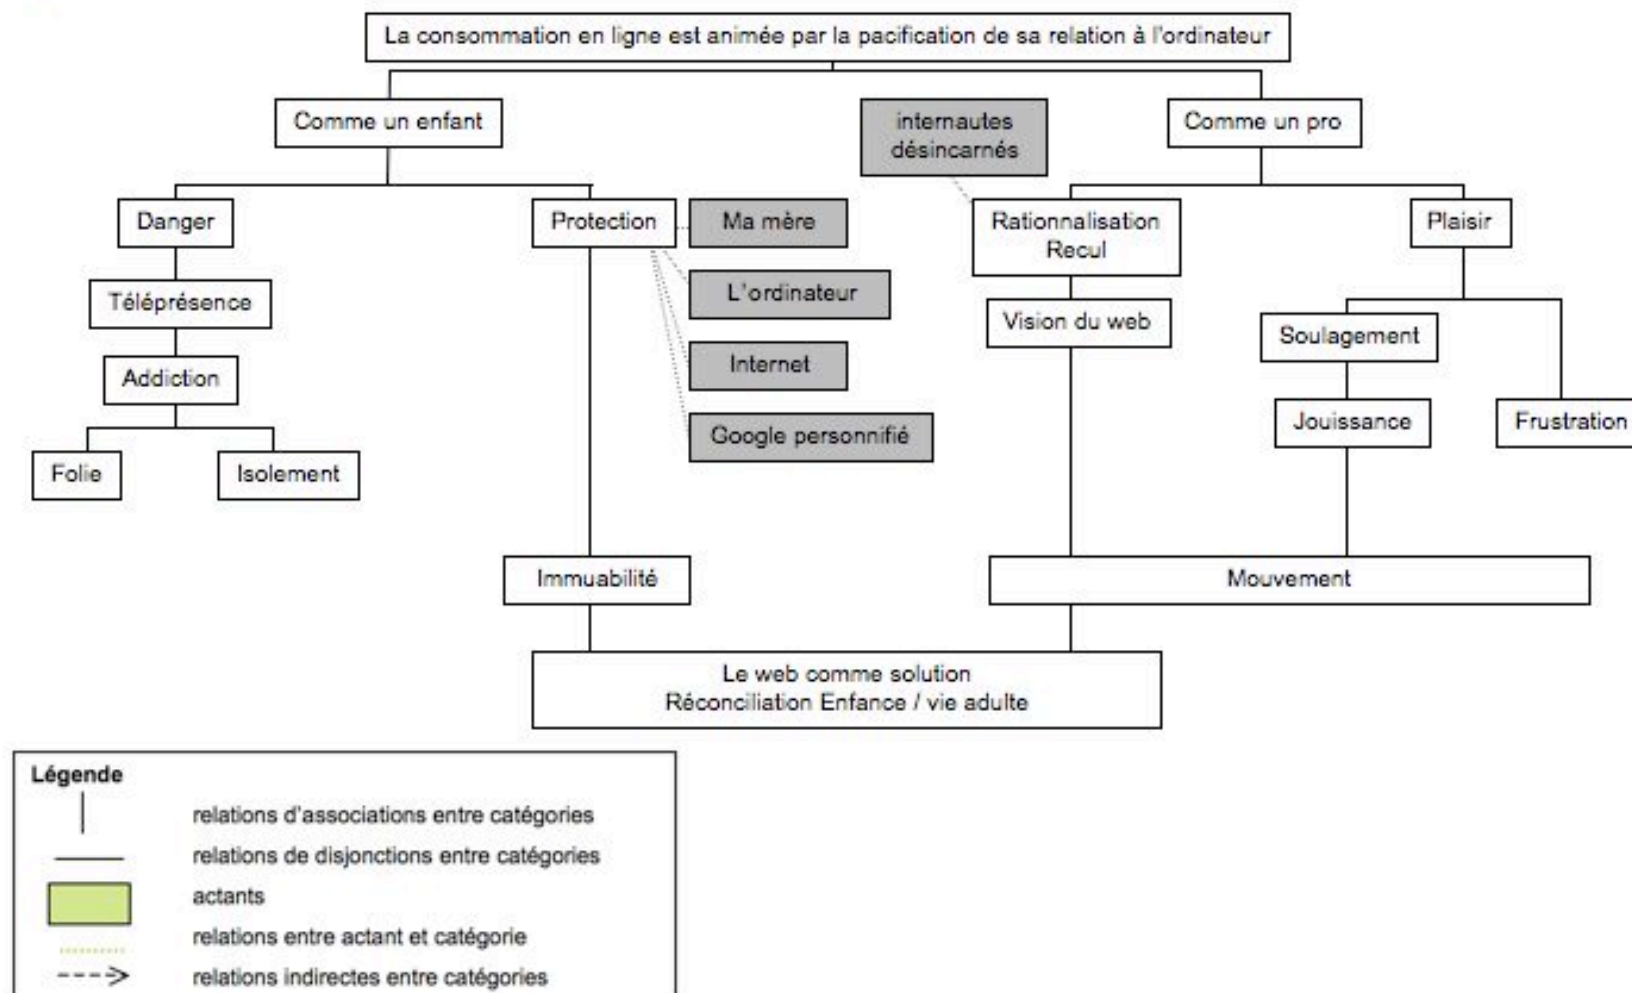 La consommation en ligne est animée par la pacification de sa relation à l'ordinateur
Comme un enfant
internautes
désincarnés
Comme un pro
Danger
Protection
Ma mère
Rationnalisation
Recul
Plaisir
Téléprésence
L'ordinateur
Vision du web
Soulagement
Addiction
Internet
Jouissance
Frustration
Google personnifié
Folie
Isolement
Immuabilité
Mouvement
Le web comme solution
Réconciliation Enfance / vie adulte
Légende
relations d'associations entre catégories
relations de disjonctions entre catégories
actants
relations entre actant et catégorie
relations indirectes entre catégories